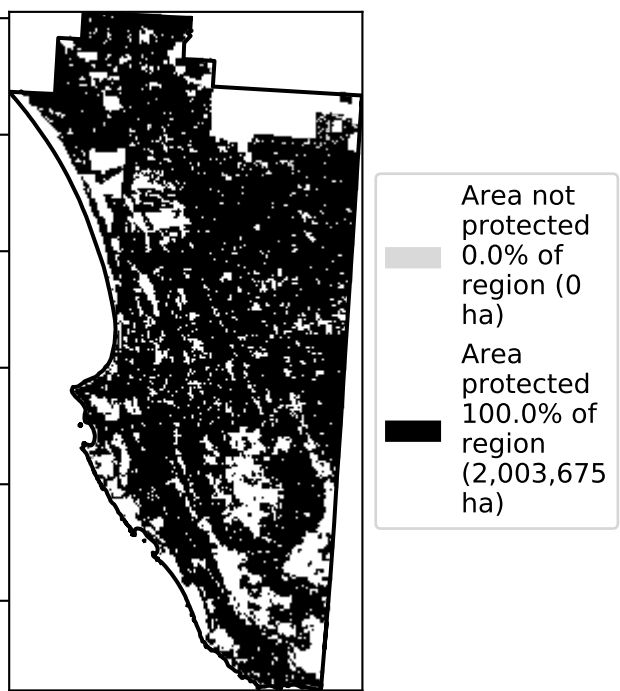 Area not
protected
0.0% of
region (0
ha)
Area
protected
100.0% of
region
(2,003,675
ha)